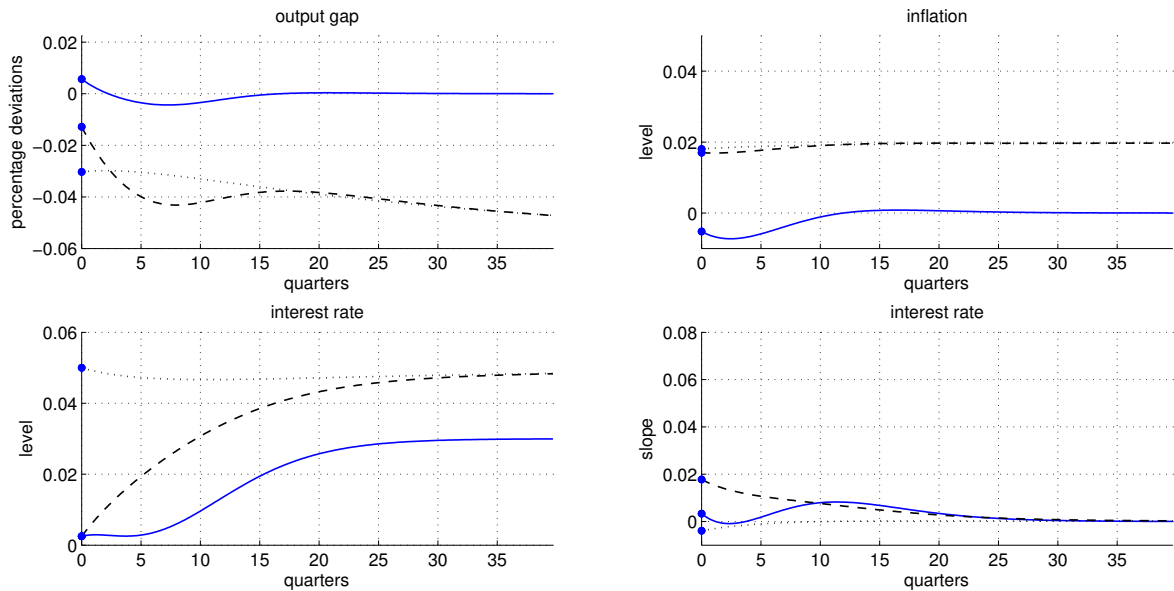 output gap
percentage deviations
0.02
0
−0.02
−0.04
−0.06
0 5 10 15 20 25 30 35
quarters
inflation
level
0.04
0.02
0
0 5 10 15 20 25 30 35
quarters
interest rate
level
0.06
0.04
0.02
0
0 5 10 15 20 25 30 35
quarters
interest rate
slope
0.08
0.06
0.04
0.02
0
0 5 10 15 20 25 30 35
quarters